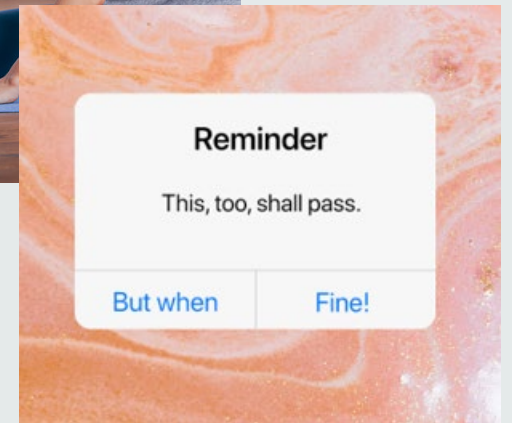 Reminder
This, too, shall pass.
But when
Fine!